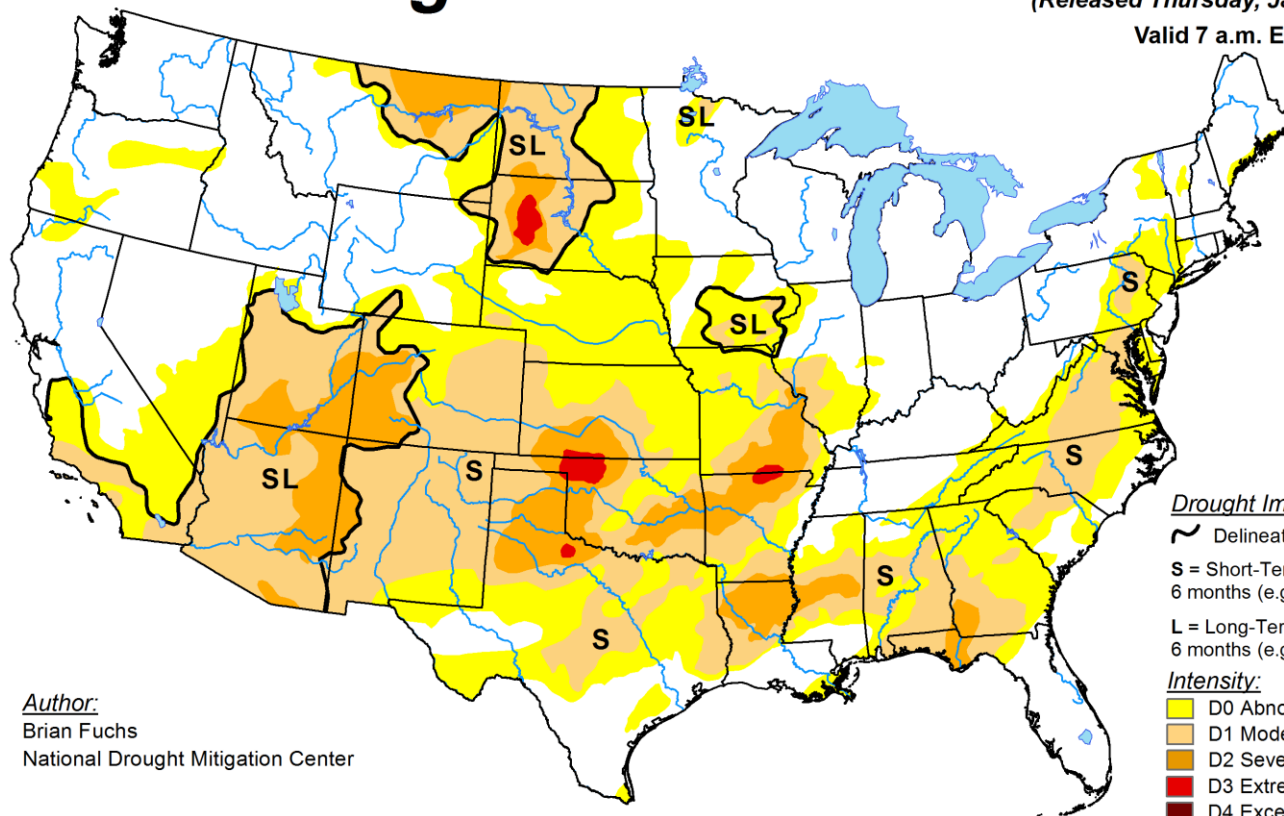 g
(Released Thursday, Ja
Valid 7 a.m. E
SL
SL
S
SL
SL
S
S
S
S
Drought Im
Delineat
S = Short-Ter
6 months (e.g
L = Long-Ter
6 months (e.g
Intensity:
D0 Abno
D1 Mode
D2 Seve
D3 Extre
D4 Exce
Author:
Brian Fuchs
National Drought Mitigation Center